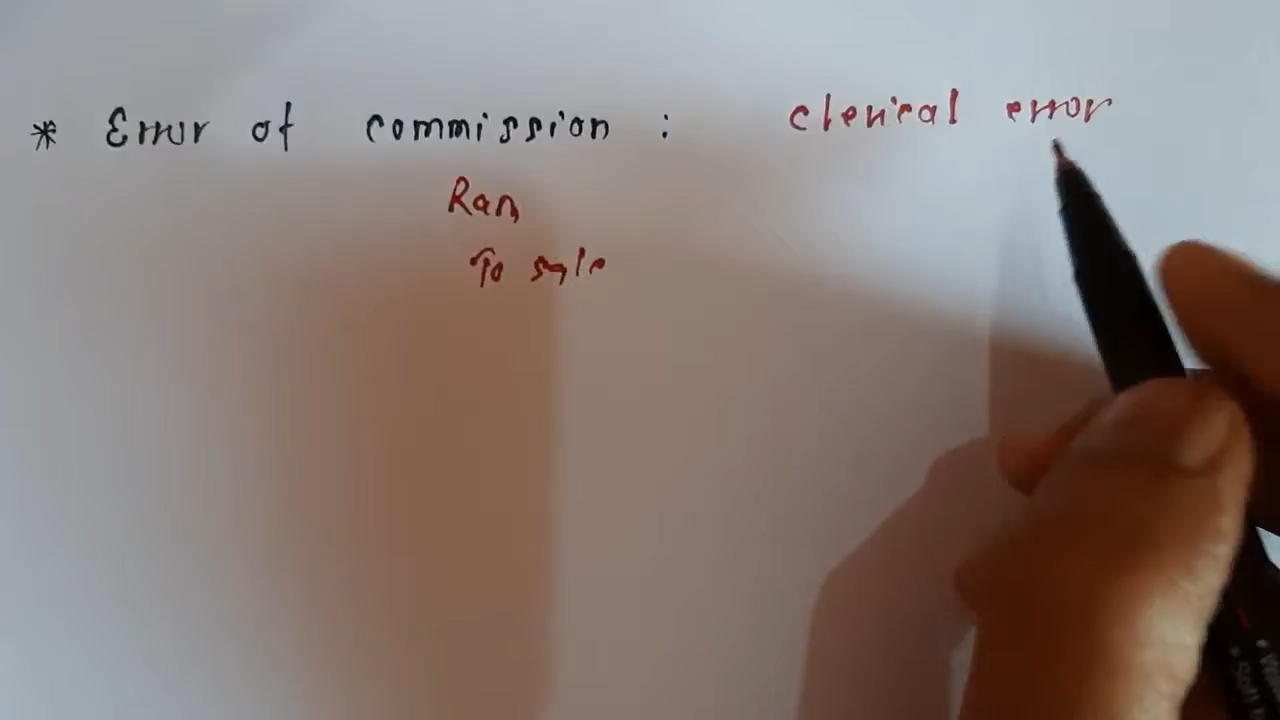 * Error of commission : clerical error
Ram
To sale